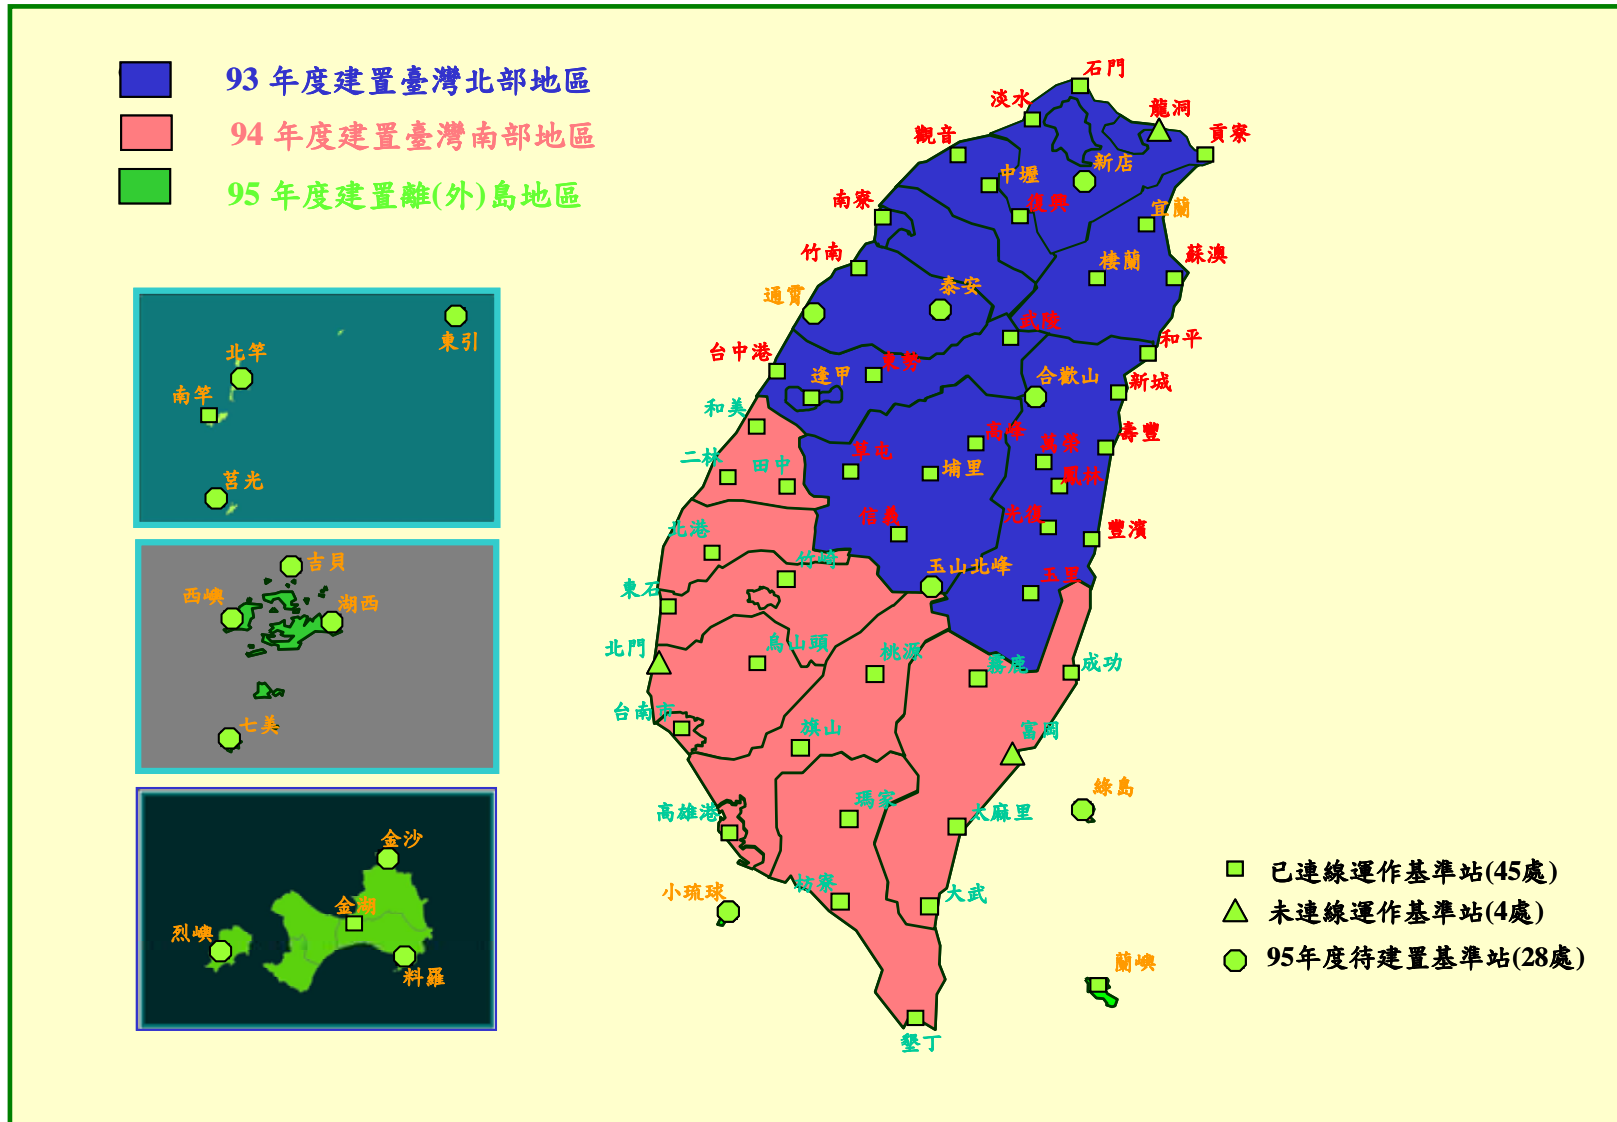 93 年度建置臺灣北部地區
94 年度建置臺灣南部地區
95 年度建置離(外)島地區
石門
淡水
龍洞
觀音
貢寮
中壢
新店
南寮
復興
宜蘭
竹南
棲蘭
蘇澳
通霄
泰安
武陵
和平
台中港
東勢
逢甲
合歡山
新城
和美
高峰
萬榮
壽豐
二林
田中
草屯
埔里
鳳林
北港
信義
光復
豐濱
竹崎
玉山北峰
玉里
東石
北門
烏山頭
桃源
霧鹿
成功
台南市
旗山
富岡
高雄港
瑪家
太麻里
綠島
小琉球
枋寮
大武
蘭嶼
墾丁
東引
北竿
南竿
莒光
吉貝
西嶼
湖西
七美
金沙
金湖
烈嶼
料羅
已連線運作基準站(45處)
未連線運作基準站(4處)
95年度待建置基準站(28處)